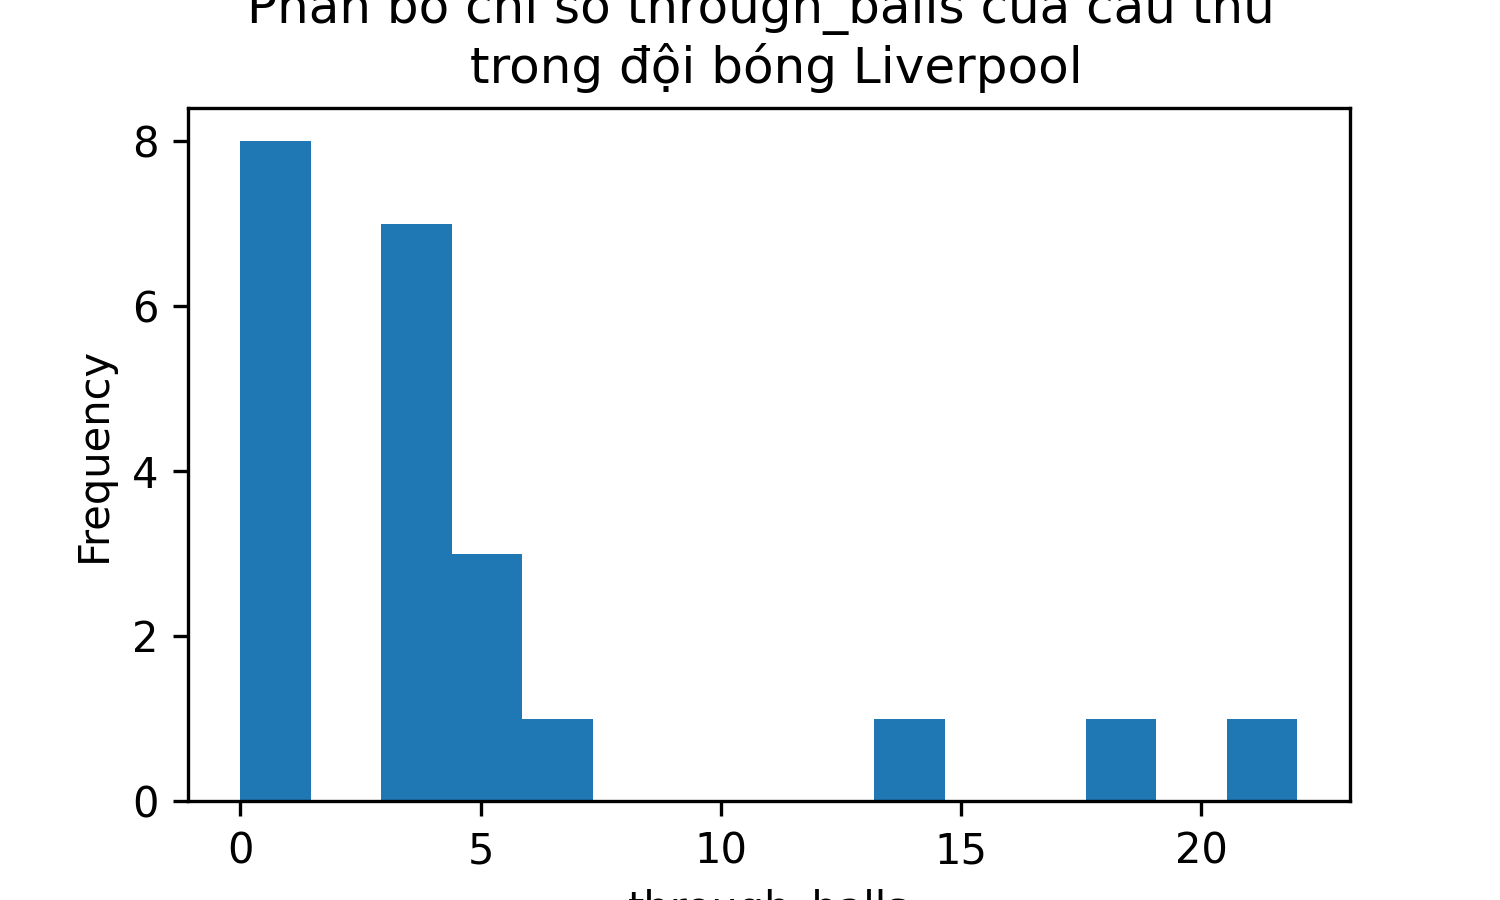 Phân bố chỉ số through_balls của cầu thủ
trong đội bóng Liverpool
8
6
4
2
0
Frequency
0 5 10 15 20
through_balls